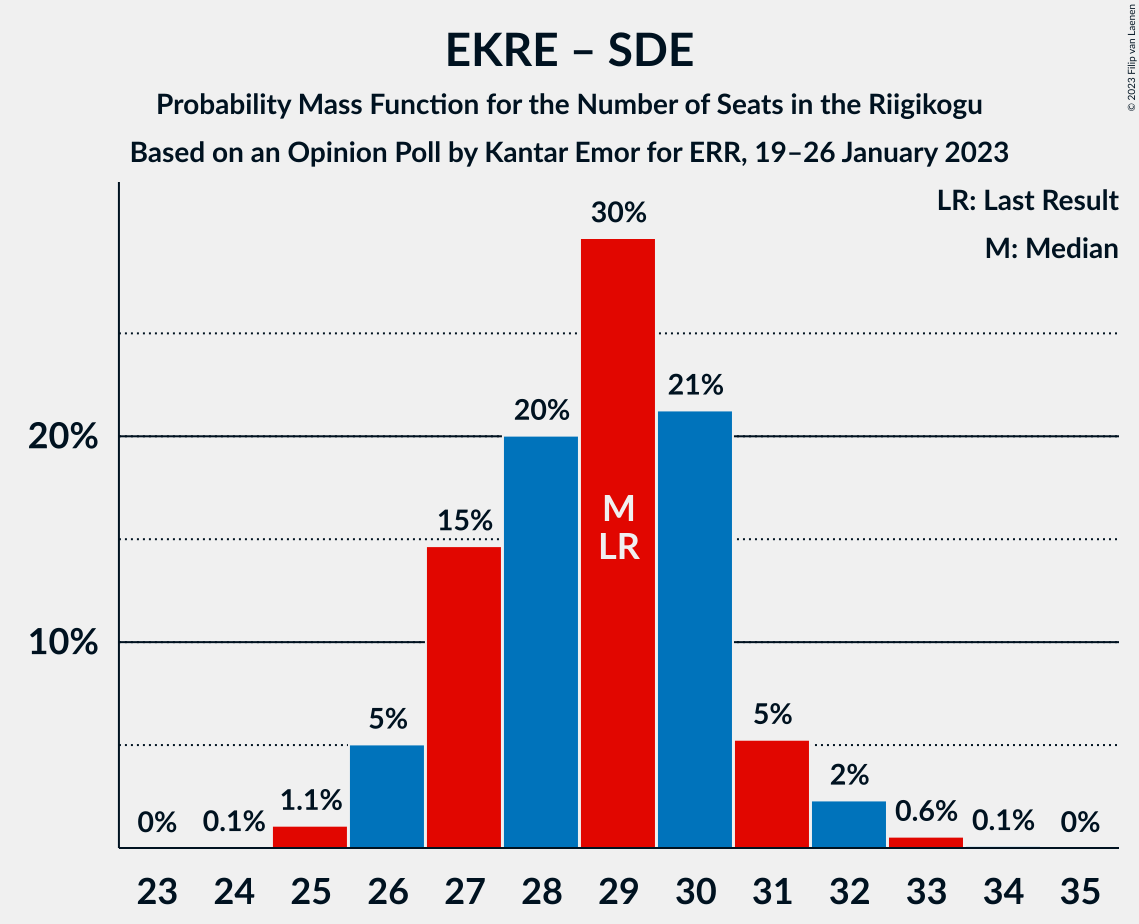 EKRE – SDE
Probability Mass Function for the Number of Seats in the Riigikogu
Based on an Opinion Poll by Kantar Emor for ERR, 19–26 January 2023
© 2023 Filip van Laenen
LR: Last Result
M: Median
20%
10%
0%
0.1%
1.1%
5%
15%
20%
30%
21%
5%
2%
0.6%
0.1%
0%
M
LR
23 24 25 26 27 28 29 30 31 32 33 34 35